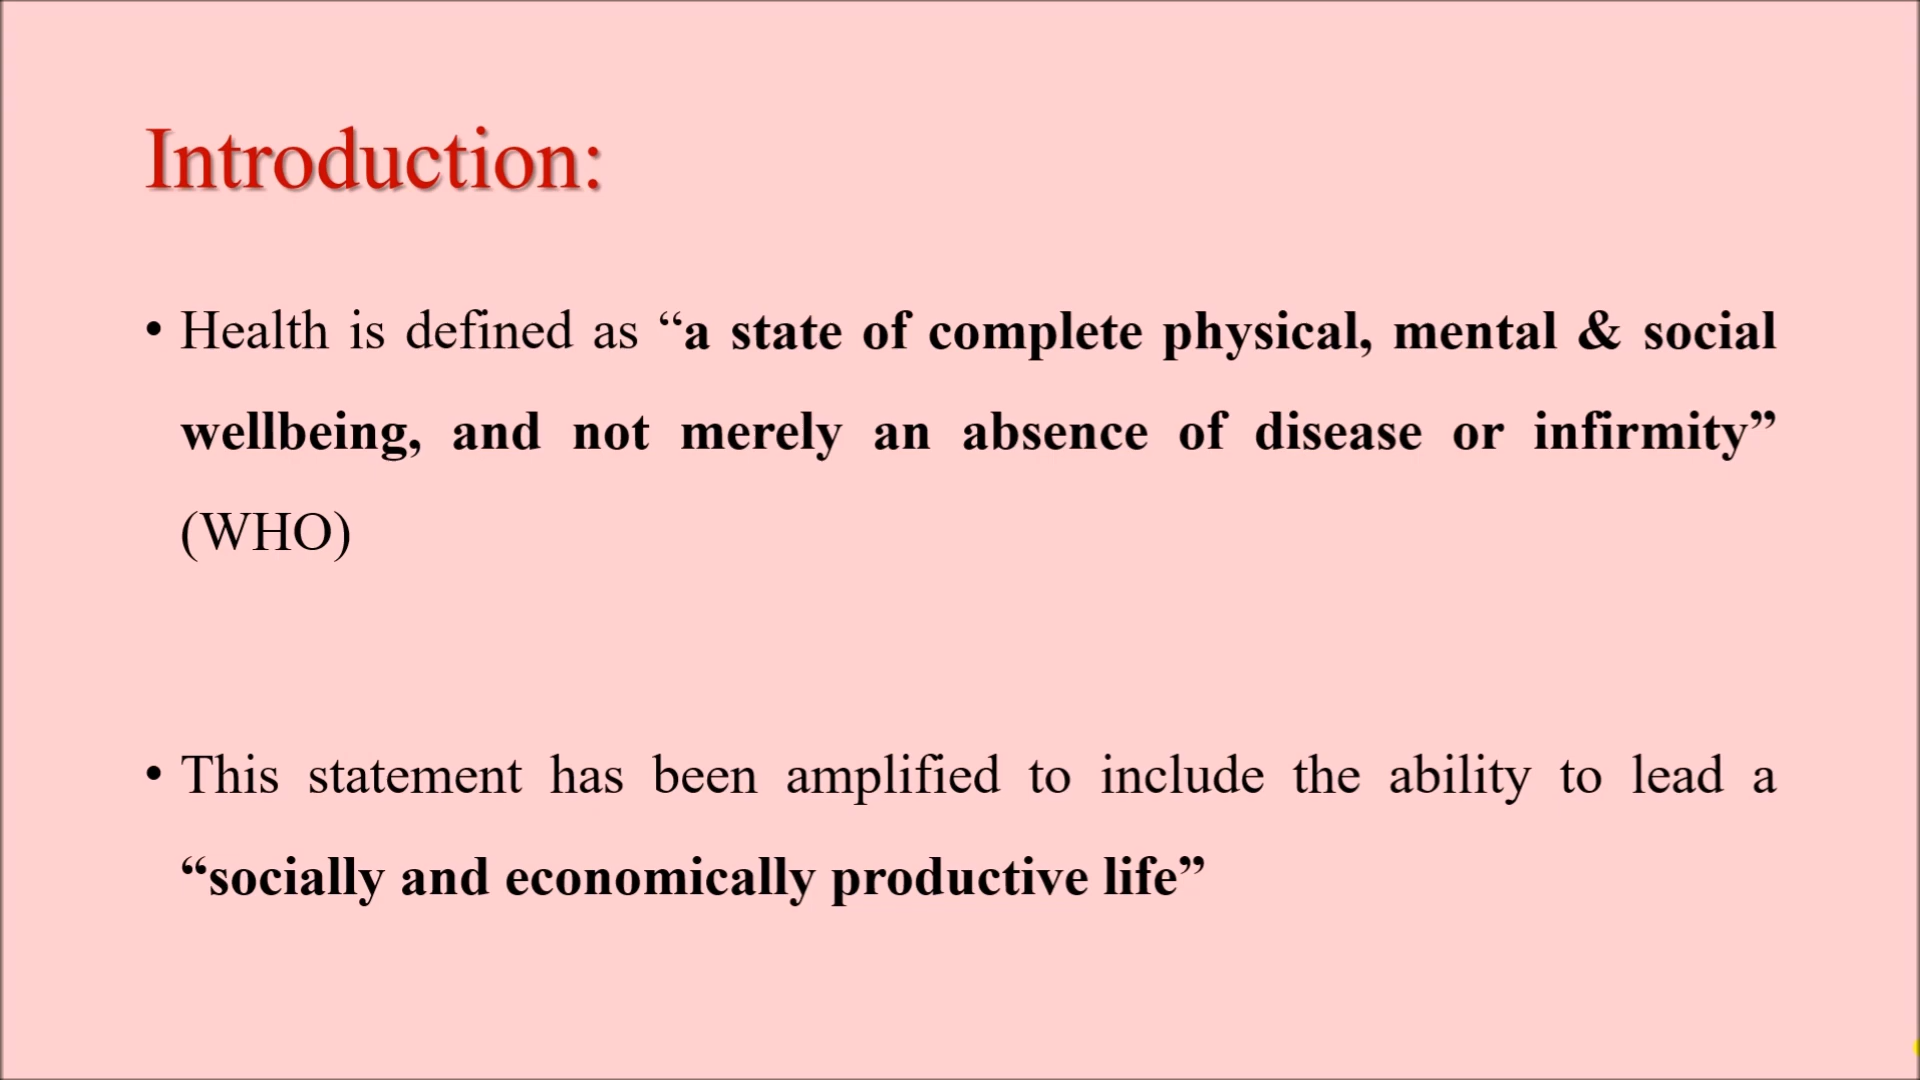 Introduction:
• Health is defined as “a state of complete physical, mental & social
wellbeing, and not merely an absence of disease or infirmity”
(WHO)
• This statement has been amplified to include the ability to lead a
“socially and economically productive life”